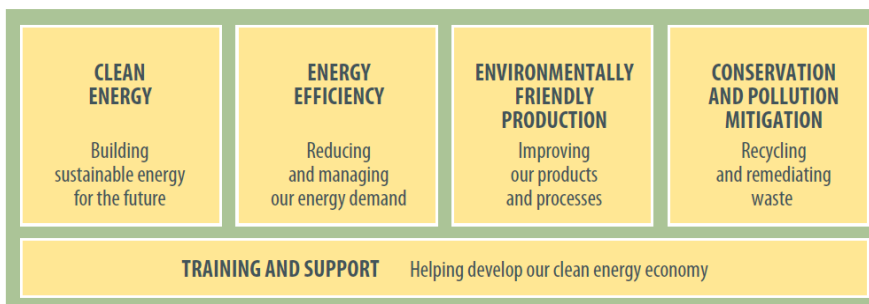 CLEAN
ENERGY
Building
sustainable energy
for the future
ENERGY
EFFICIENCY
Reducing
and managing
our energy demand
ENVIRONMENTALLY
FRIENDLY
PRODUCTION
Improving
our products
and processes
CONSERVATION
AND POLLUTION
MITIGATION
Recycling
and remediating
waste
TRAINING AND SUPPORT Helping develop our clean energy economy